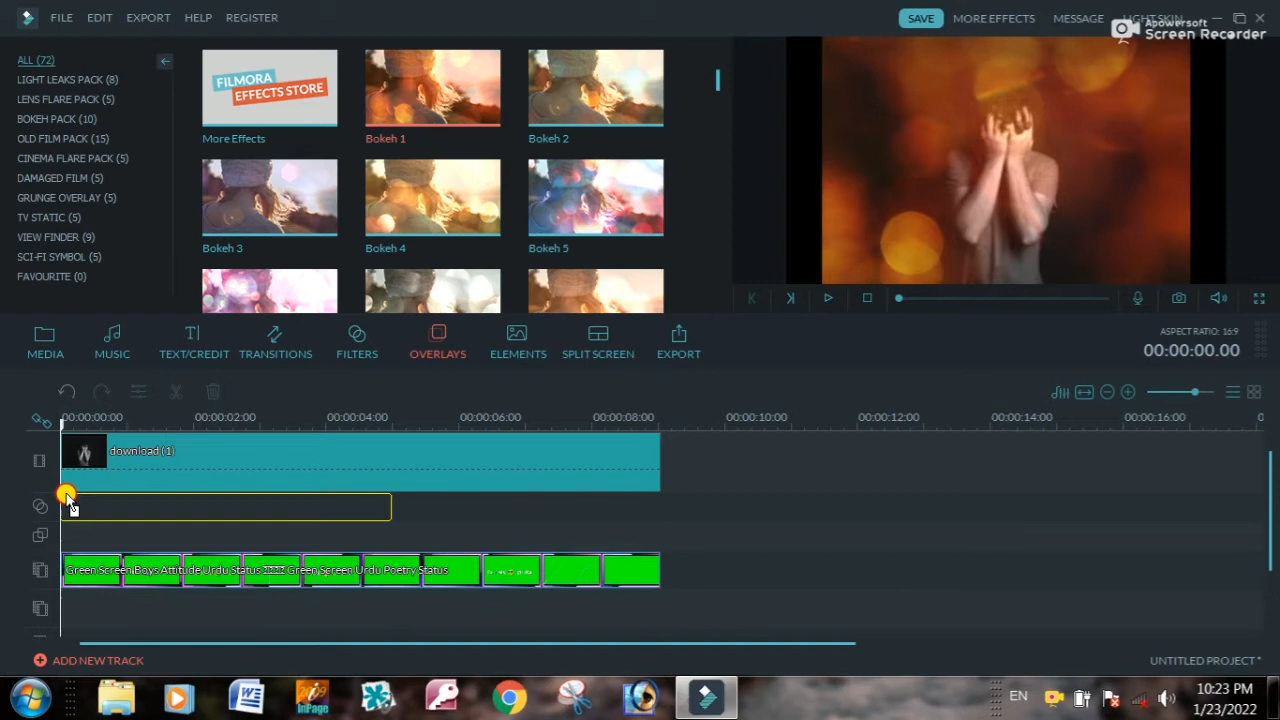 FILE EDIT EXPORT HELP REGISTER SAVE MORE EFFECTS MESSAGE LIGHT SKIN
Apowersoft
Screen Recorder
ALL (72)
LIGHT LEAKS PACK (8)
LENS FLARE PACK (5)
BOKEH PACK (10)
OLD FILM PACK (15)
CINEMA FLARE PACK (5)
DAMAGED FILM (5)
GRUNGE OVERLAY (5)
TV STATIC (5)
VIEW FINDER (9)
SCI-FI SYMBOL (5)
FAVOURITE (0)
FILMORA
EFFECTS STORE
More Effects Bokeh 1 Bokeh 2
Bokeh 3 Bokeh 4 Bokeh 5
MEDIA MUSIC TEXT/CREDIT TRANSITIONS FILTERS OVERLAYS ELEMENTS SPLIT SCREEN EXPORT
ASPECT RATIO: 16:9
00:00:00.00
00:00:00:00 00:00:02:00 00:00:04:00 00:00:06:00 00:00:08:00 00:00:10:00 00:00:12:00 00:00:14:00 00:00:16:00 0
download (1)
Green Screen Boys Attitude Urdu Status Green Screen Urdu Poetry Status
ADD NEW TRACK UNTITLED PROJECT *
2009
InPage
EN
10:23 PM
1/23/2022